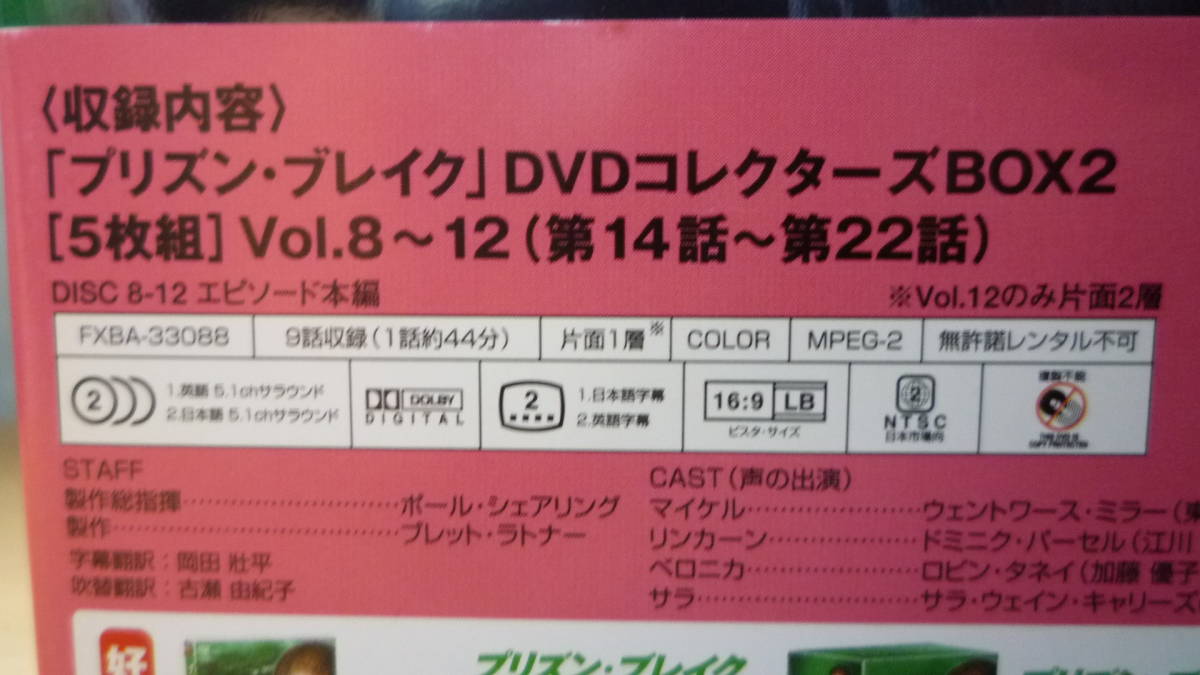 〈収録内容〉
「プリズン・ブレイク」DVDコレクターズBOX2
[5枚組] Vol.8～12(第14話～第22話)
DISC 8-12 エピソード本編
※Vol.12のみ片面2層
FXBA-33088 9話収録(1話約44分) 片面1層※ COLOR MPEG-2 無許諾レンタル不可
2 1.英語 5.1chサラウンド
2.日本語 5.1chサラウンド
DOLBY
DIGITAL
2 1.日本語字幕
2.英語字幕
16:9 LB
ビスタ・サイズ
2
NTSC
日本市場向
複製不能
STAFF
製作総指揮……………………ポール・シェアリング
製作……………………………ブレット・ラトナー
字幕翻訳：岡田 壯平
吹替翻訳：古瀬 由紀子
CAST(声の出演)
マイケル…………………ウェントワース・ミラー(東
リンカーン………………ドミニク・パーセル(江川
ベロニカ…………………ロビン・タネイ(加藤 優子
サラ………………………サラ・ウェイン・キャリーズ
好
プリズン・ブレイク